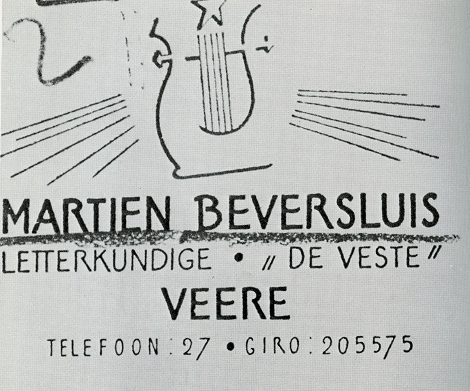 MARTIEN BEVERSLUIS
LETTERKUNDIGE • „ DE VESTE"
VEERE
TELEFOON : 27 • GIRO : 205575